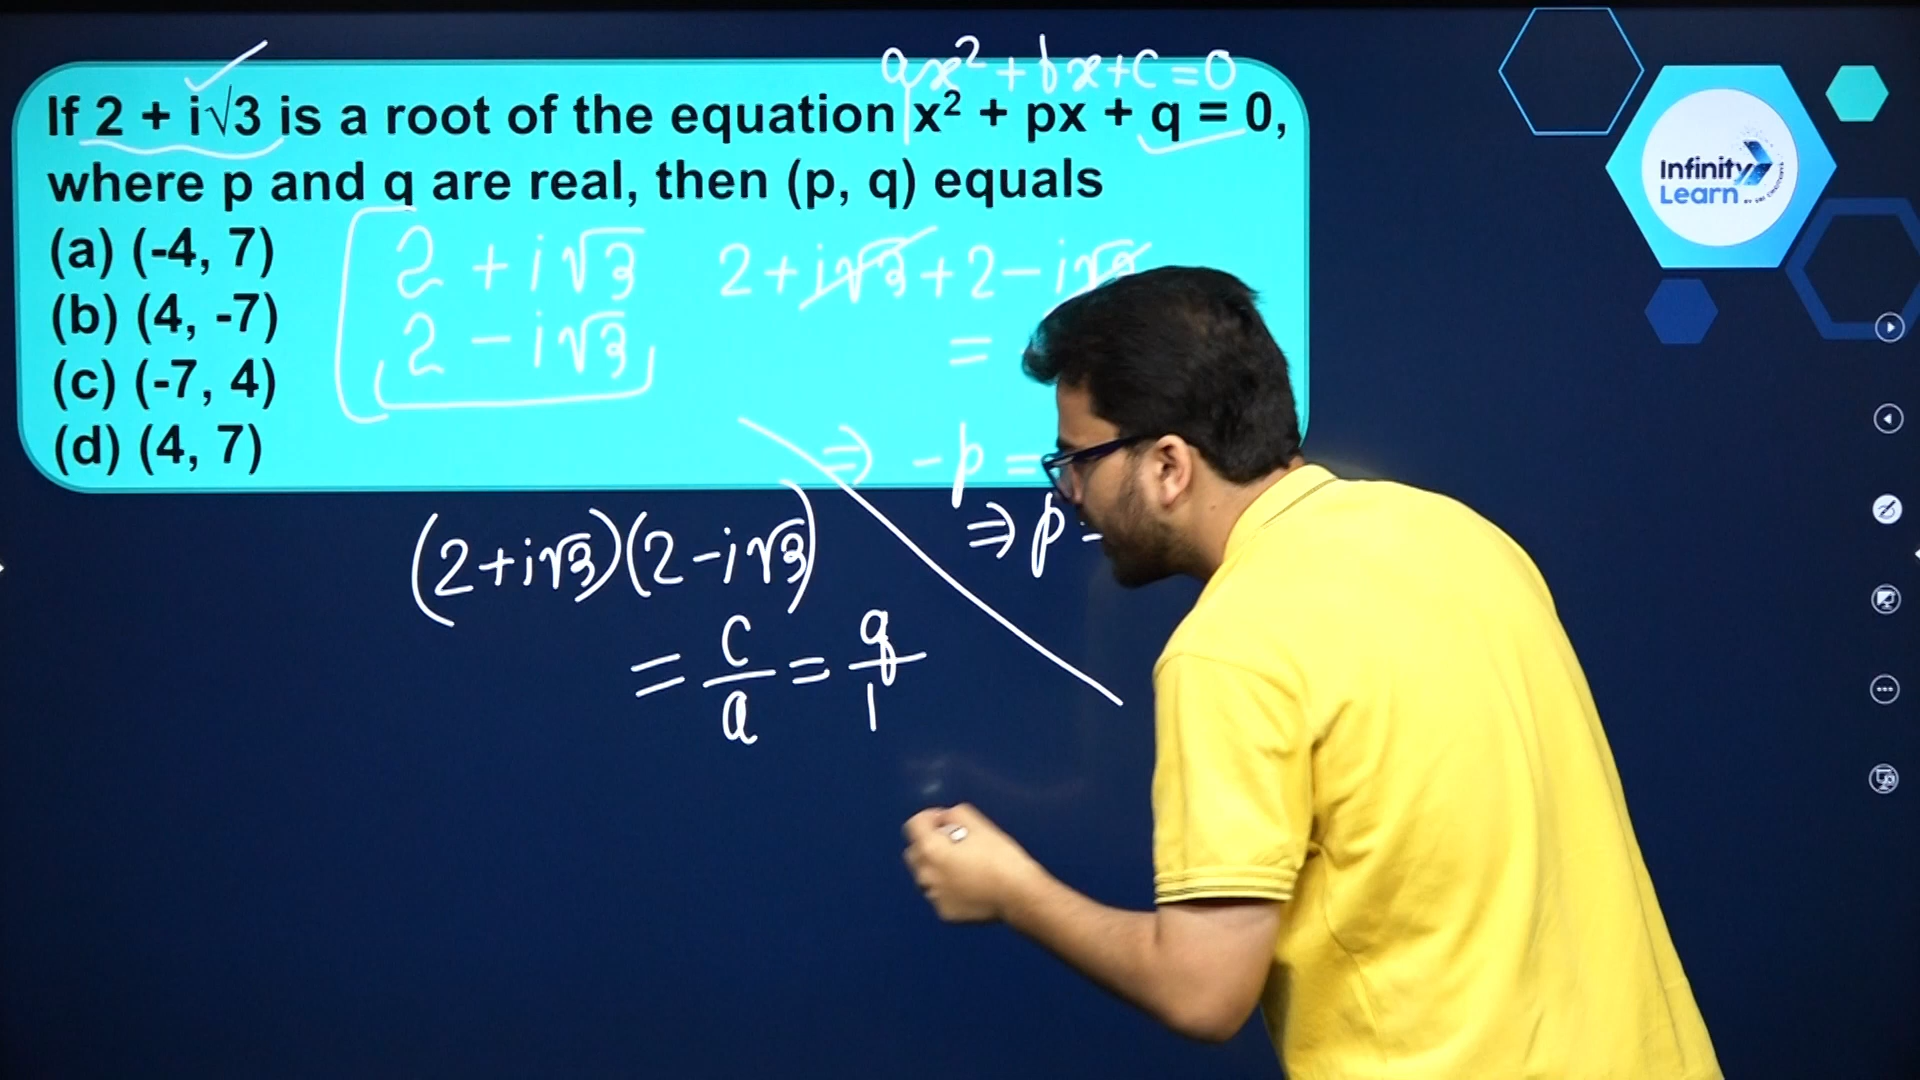 ax² + bx + c = 0
If 2 + i√3 is a root of the equation x² + px + q = 0,
where p and q are real, then (p, q) equals
(a) (-4, 7)
(b) (4, -7)
(c) (-7, 4)
(d) (4, 7)
2 + i√3
2 - i√3
2 + i√3 + 2 - i√3
=
⇒ -p =
⇒ p =
(2+i√3)(2-i√3)
= c/a = q/1
Infinity
Learn